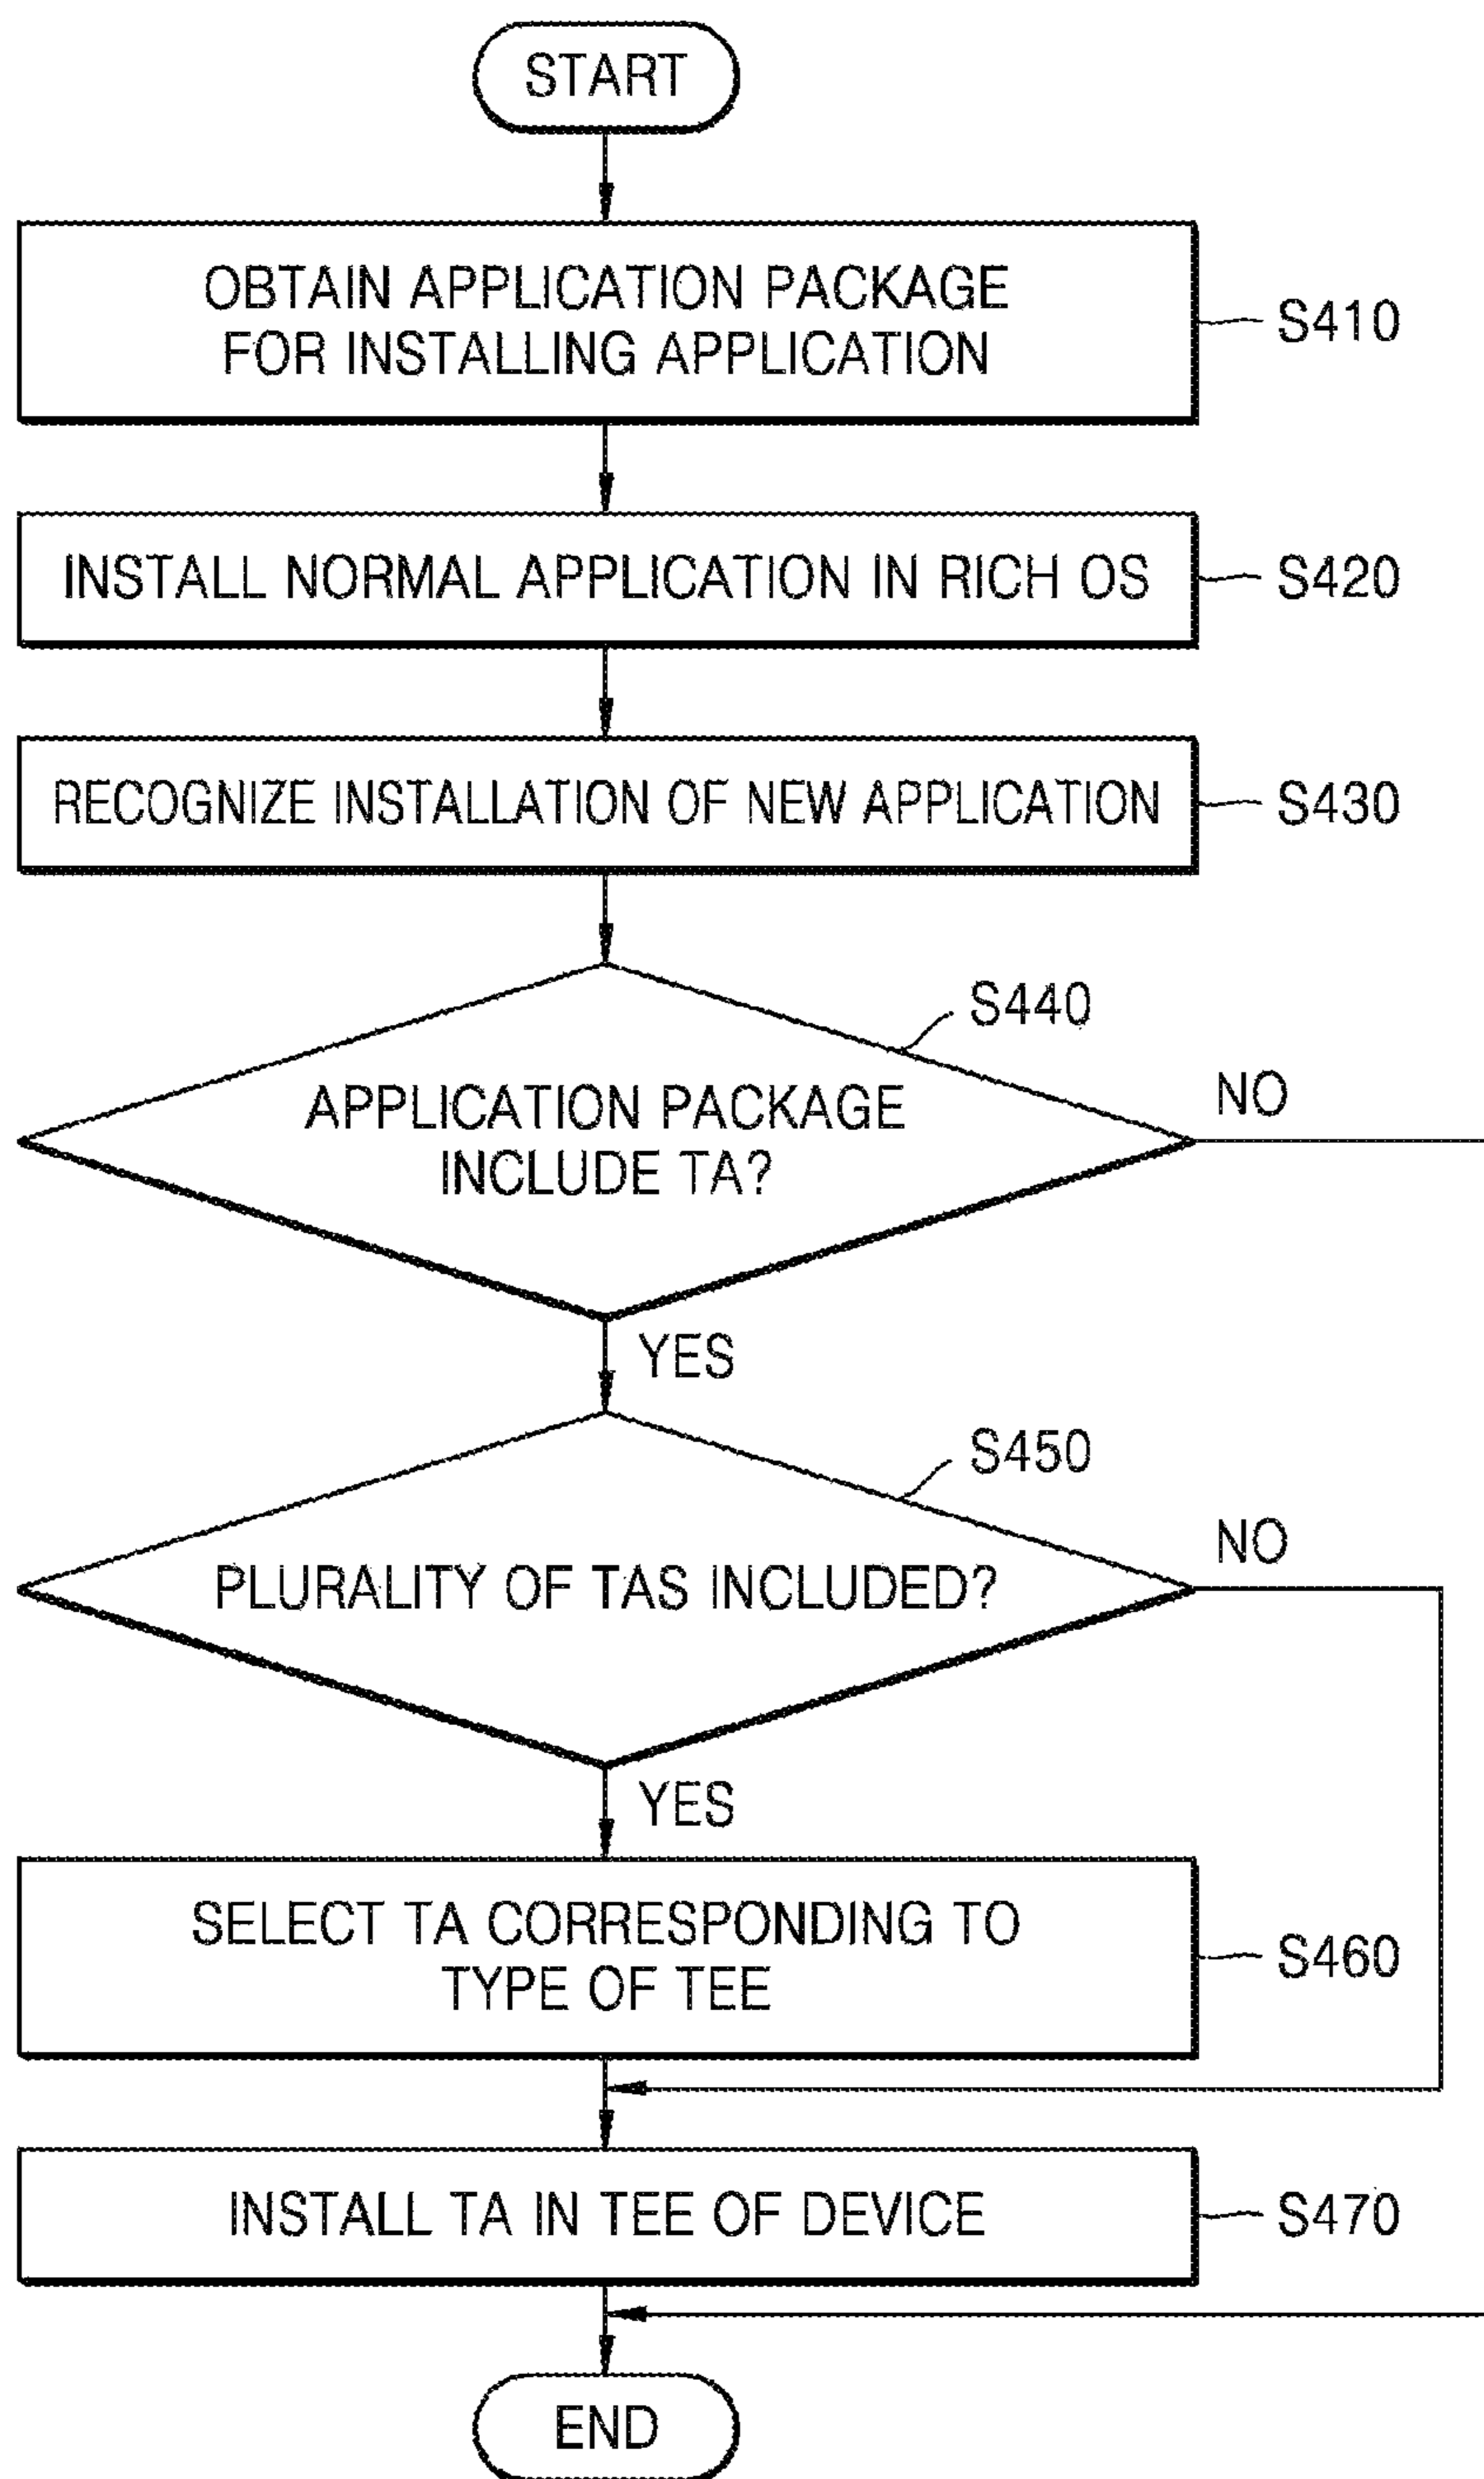 START
OBTAIN APPLICATION PACKAGE
FOR INSTALLING APPLICATION
S410
INSTALL NORMAL APPLICATION IN RICH OS
S420
RECOGNIZE INSTALLATION OF NEW APPLICATION
S430
S440
APPLICATION PACKAGE
INCLUDE TA?
NO
YES
S450
PLURALITY OF TAS INCLUDED?
NO
YES
SELECT TA CORRESPONDING TO
TYPE OF TEE
S460
INSTALL TA IN TEE OF DEVICE
S470
END